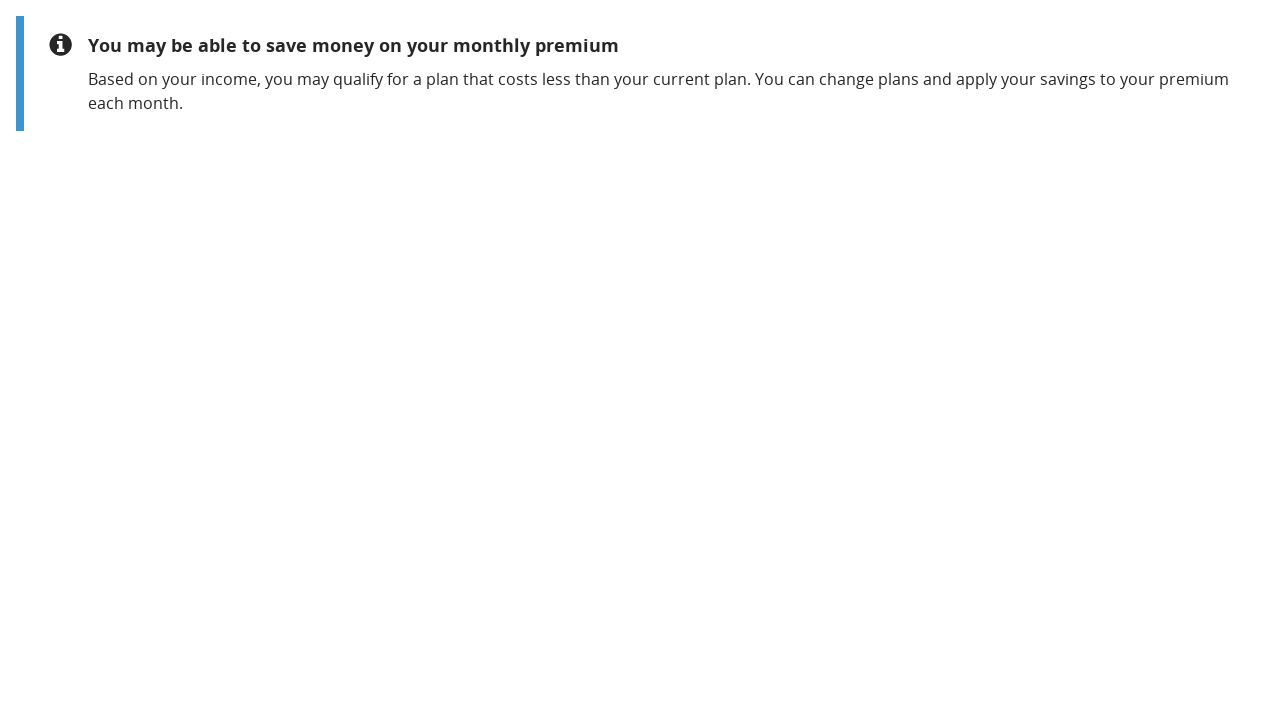 You may be able to save money on your monthly premium
Based on your income, you may qualify for a plan that costs less than your current plan. You can change plans and apply your savings to your premium
each month.